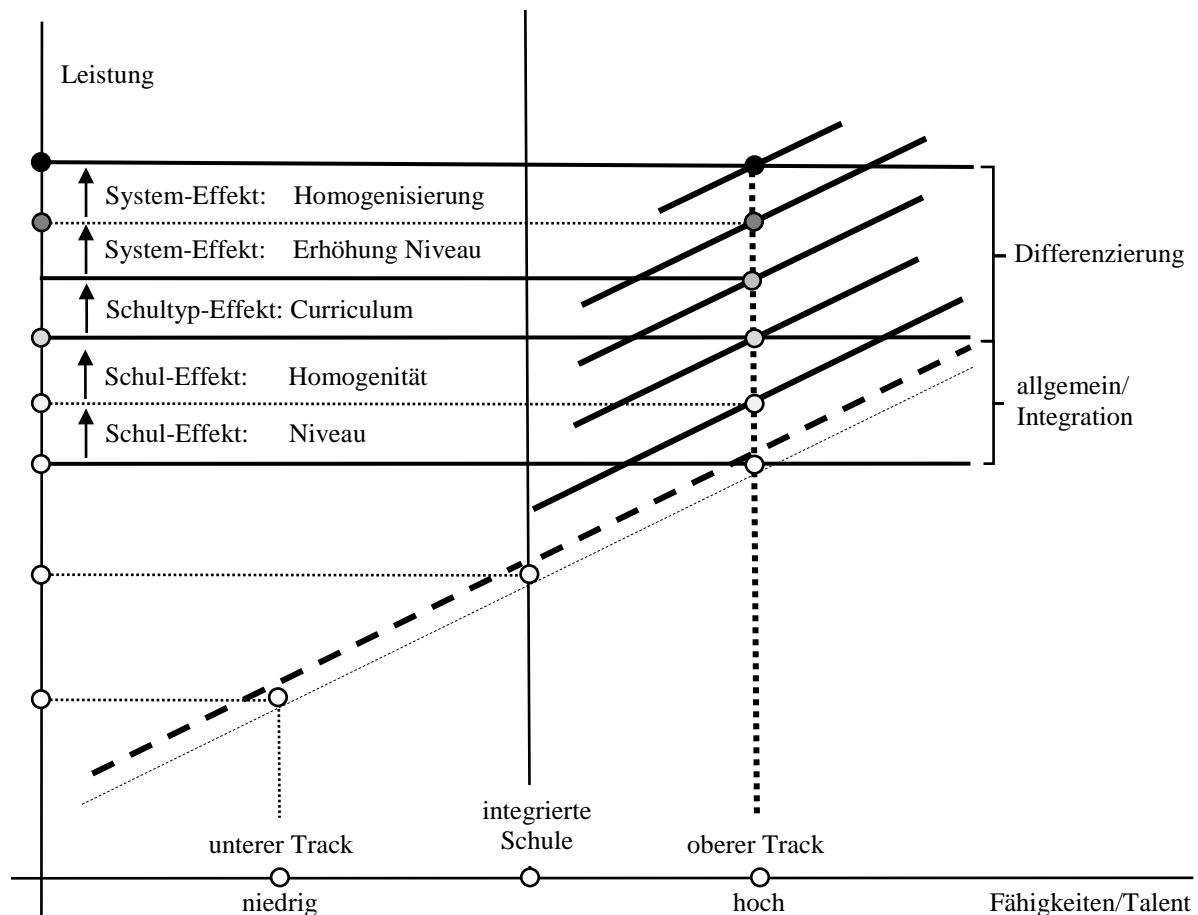 Leistung
System-Effekt: Homogenisierung
System-Effekt: Erhöhung Niveau
Differenzierung
Schultyp-Effekt: Curriculum
Schul-Effekt: Homogenität
allgemein/
Integration
Schul-Effekt: Niveau
integrierte
Schule
unterer Track
oberer Track
niedrig
hoch
Fähigkeiten/Talent